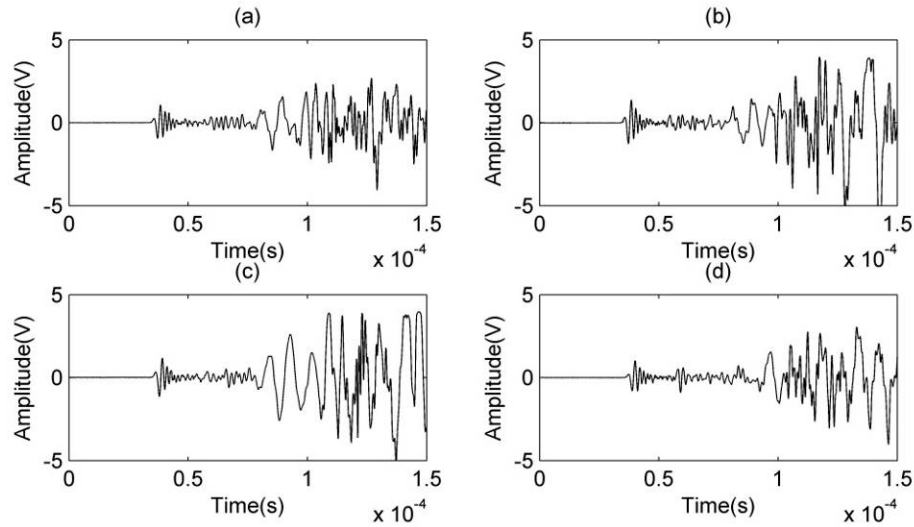 (a)
5
0
-5
Amplitude(V)
0 0.5 1 1.5
Time(s)
x 10⁻⁴
(b)
5
0
-5
Amplitude(V)
0 0.5 1 1.5
Time(s)
x 10⁻⁴
(c)
5
0
-5
Amplitude(V)
0 0.5 1 1.5
Time(s)
x 10⁻⁴
(d)
5
0
-5
Amplitude(V)
0 0.5 1 1.5
Time(s)
x 10⁻⁴